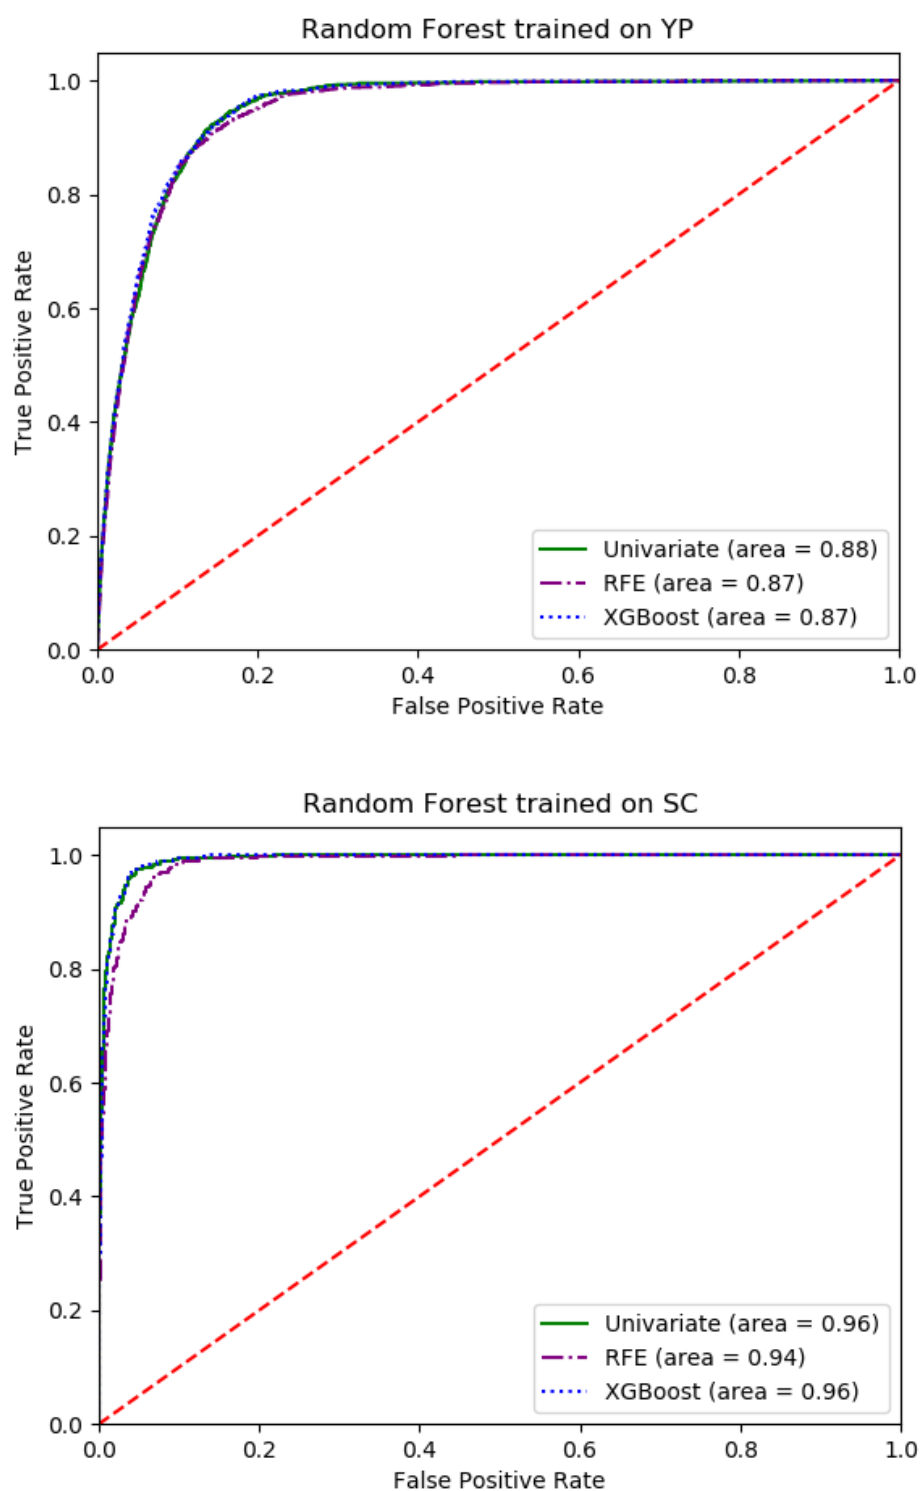 Random Forest trained on YP
1.0
0.8
0.6
0.4
0.2
0.0
True Positive Rate
Univariate (area = 0.88)
RFE (area = 0.87)
XGBoost (area = 0.87)
0.0 0.2 0.4 0.6 0.8 1.0
False Positive Rate
Random Forest trained on SC
1.0
0.8
0.6
0.4
0.2
0.0
True Positive Rate
Univariate (area = 0.96)
RFE (area = 0.94)
XGBoost (area = 0.96)
0.0 0.2 0.4 0.6 0.8 1.0
False Positive Rate